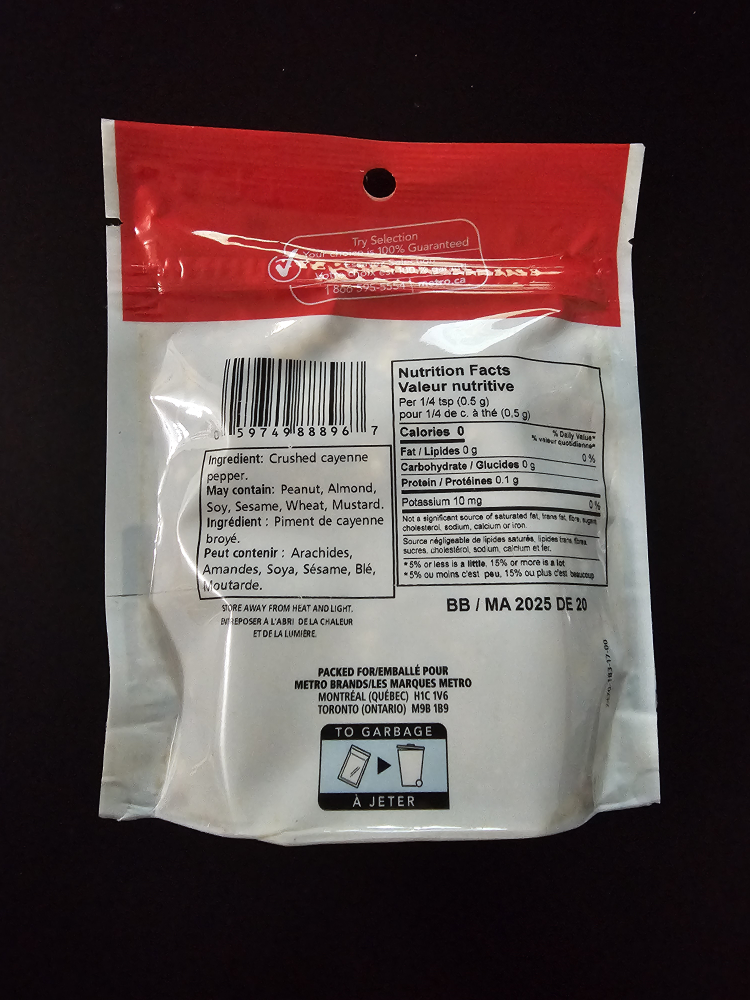 Try Selection
Your choice is 100% Guaranteed
votre choix est
1 866-595-5554 metro.ca
0 59749 88896 7
Ingredient: Crushed cayenne
pepper.
May contain: Peanut, Almond,
Soy, Sesame, Wheat, Mustard.
Ingrédient : Piment de cayenne
broyé.
Peut contenir : Arachides,
Amandes, Soya, Sésame, Blé,
Moutarde.
STORE AWAY FROM HEAT AND LIGHT.
ENTREPOSER À L'ABRI DE LA CHALEUR
ET DE LA LUMIÈRE.
Nutrition Facts
Valeur nutritive
Per 1/4 tsp (0.5 g)
pour 1/4 de c. à thé (0,5 g)
Calories 0
% Daily Value*
% valeur quotidienne*
Fat / Lipides 0 g 0 %
Carbohydrate / Glucides 0 g
Protein / Protéines 0.1 g
Potassium 10 mg 0 %
Not a significant source of saturated fat, trans fat, fibre, sugars,
cholesterol, sodium, calcium or iron.
Source négligeable de lipides saturés, lipides trans, fibres,
sucres, cholestérol, sodium, calcium et fer.
*5% or less is a little, 15% or more is a lot
*5% ou moins c'est peu, 15% ou plus c'est beaucoup
BB / MA 2025 DE 20
PACKED FOR/EMBALLÉ POUR
METRO BRANDS/LES MARQUES METRO
MONTRÉAL (QUÉBEC) H1C 1V6
TORONTO (ONTARIO) M9B 1B9
TO GARBAGE
À JETER